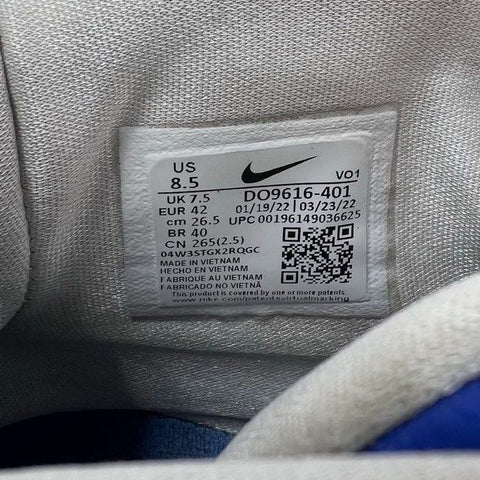 US
8.5
VO1
UK 7.5 DO9616-401
EUR 42 01/19/22 | 03/23/22
cm 26.5 UPC 00196149036625
BR 40
CN 265(2.5)
04W3STGX2RQGC
MADE IN VIETNAM
HECHO EN VIETNAM
FABRIQUE AU VIETNAM
FABRICADO NO VIETNÃ
This product is covered by one or more patents:
www.nike.com/patentsvirtualmarking